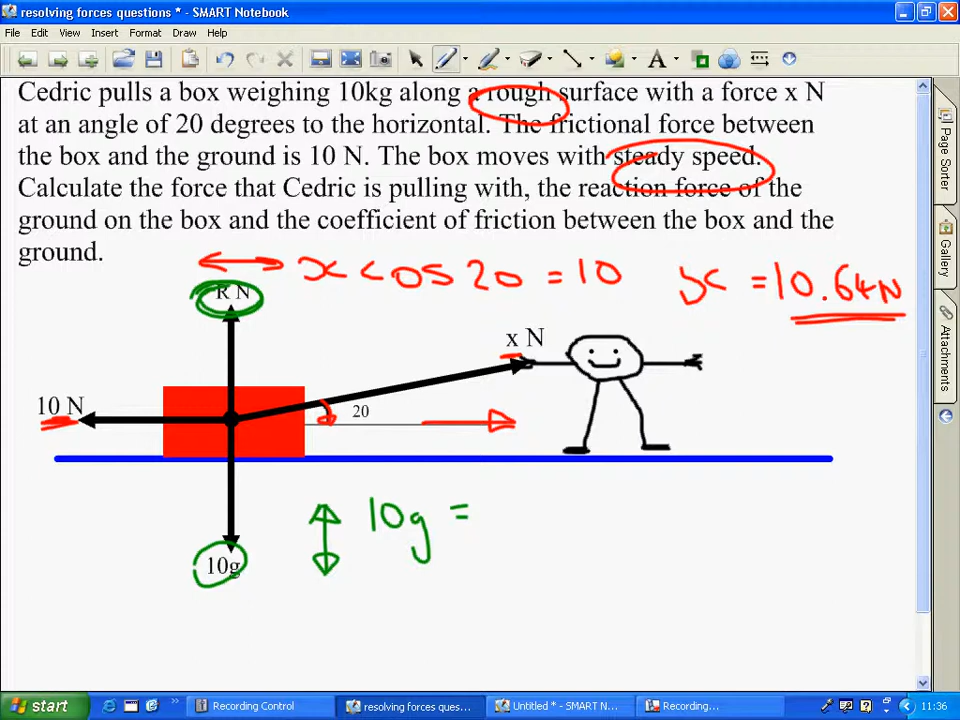 resolving forces questions * - SMART Notebook
File Edit View Insert Format Draw Help
Cedric pulls a box weighing 10kg along a rough surface with a force x N
at an angle of 20 degrees to the horizontal. The frictional force between
the box and the ground is 10 N. The box moves with steady speed.
Calculate the force that Cedric is pulling with, the reaction force of the
ground on the box and the coefficient of friction between the box and the
ground.
x cos 20 = 10 x = 10.64N
R N
x N
10 N
20
10g =
10g
Page Sorter
Gallery
Attachments
start Recording Control resolving forces ques... Untitled * - SMART N... Recording... 11:36